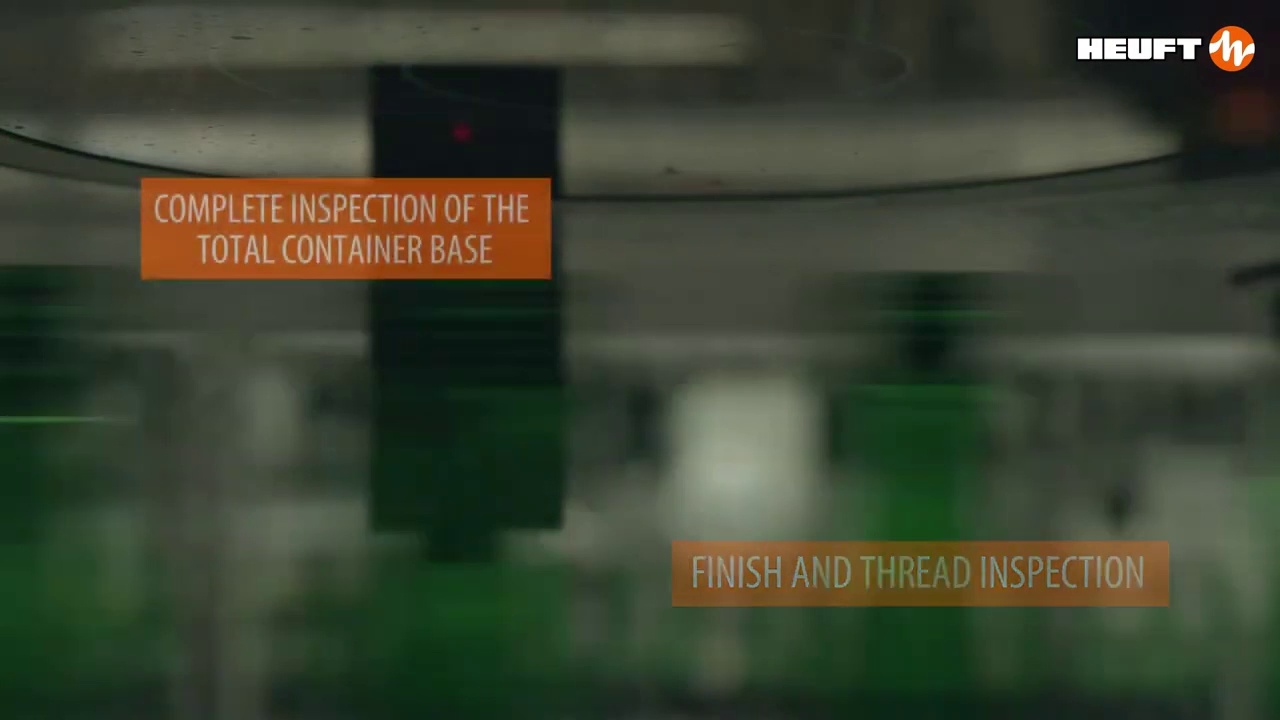 HEUFT
COMPLETE INSPECTION OF THE
TOTAL CONTAINER BASE
FINISH AND THREAD INSPECTION